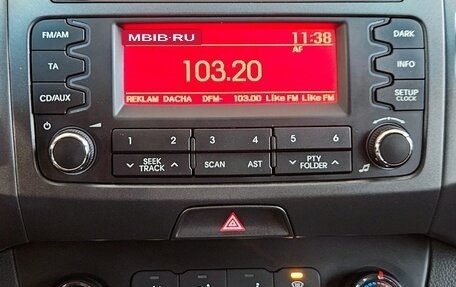 FM/AM
MBIB-RU
11:38
DARK
AF
TA
103.20
INFO
CD/AUX
REKLAM DACHA DFM- 103.00 Like FM Like FM
SETUP
CLOCK
1 2 3 4 5 6
SEEK
TRACK
SCAN
AST
PTY
FOLDER